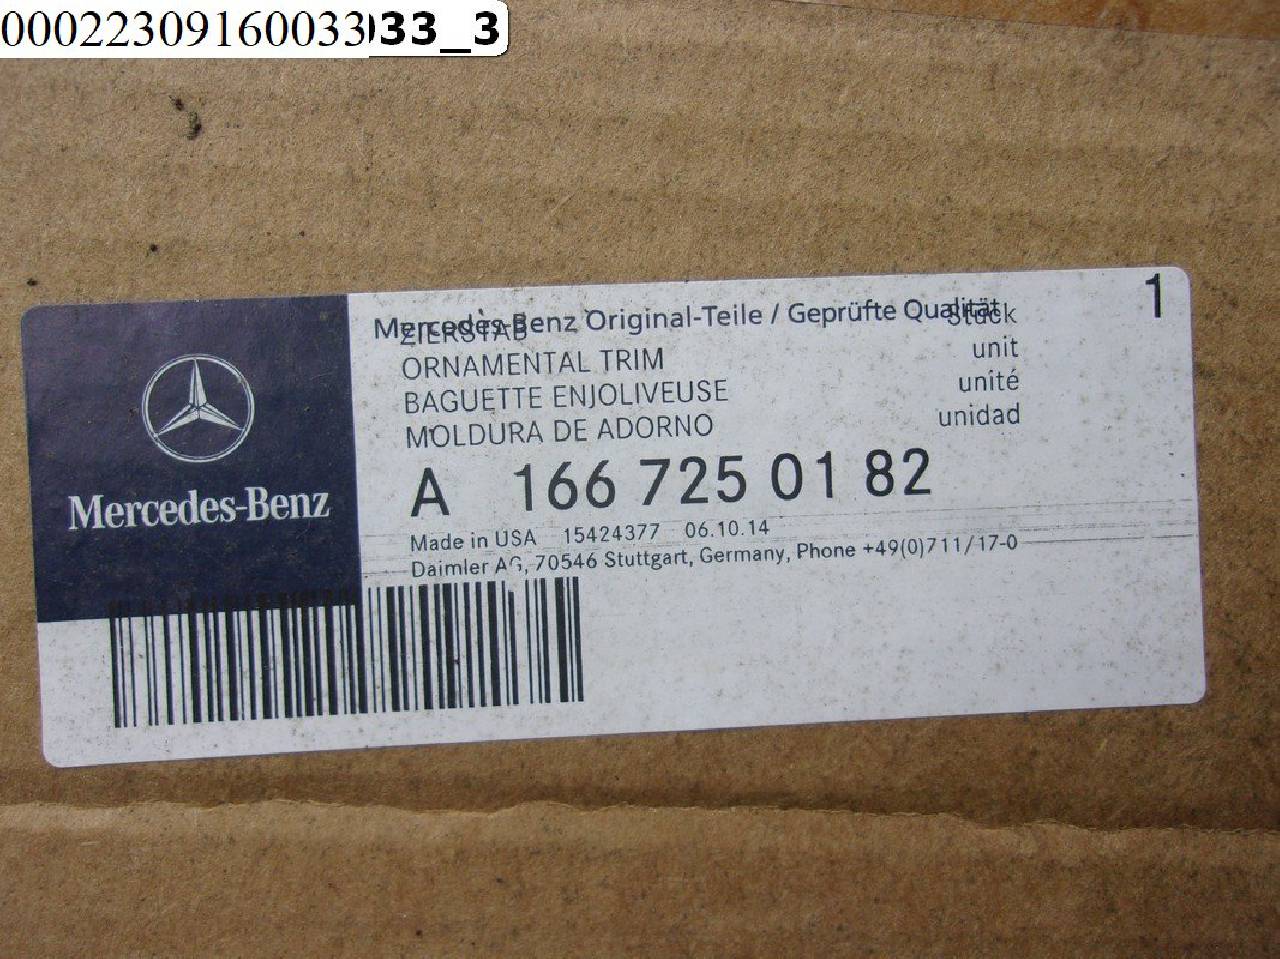 00022309160033033_3
Mercedes-Benz Original-Teile / Geprüfte Qualität
1
ZIERSTAB Stück
ORNAMENTAL TRIM unit
BAGUETTE ENJOLIVEUSE unité
MOLDURA DE ADORNO unidad
A 166 725 01 82
Made in USA 15424377 06.10.14
Daimler AG, 70546 Stuttgart, Germany, Phone +49(0)711/17-0
Mercedes-Benz